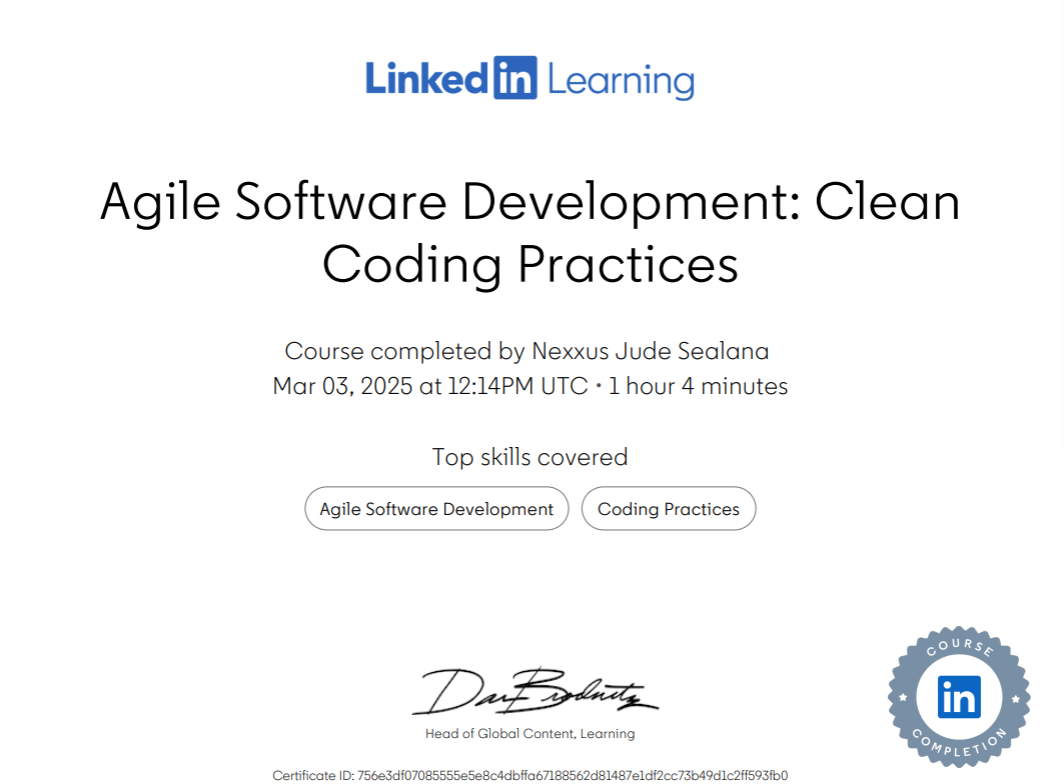 Linkedin Learning
Agile Software Development: Clean
Coding Practices
Course completed by Nexxus Jude Sealana
Mar 03, 2025 at 12:14PM UTC • 1 hour 4 minutes
Top skills covered
Agile Software Development
Coding Practices
Dan Brodnitz
Head of Global Content, Learning
COURSE
in
COMPLETION
Certificate ID: 756e3df07085555e5e8c4dbffa67188562d81487e1df2cc73b49d1c2ff593fb0